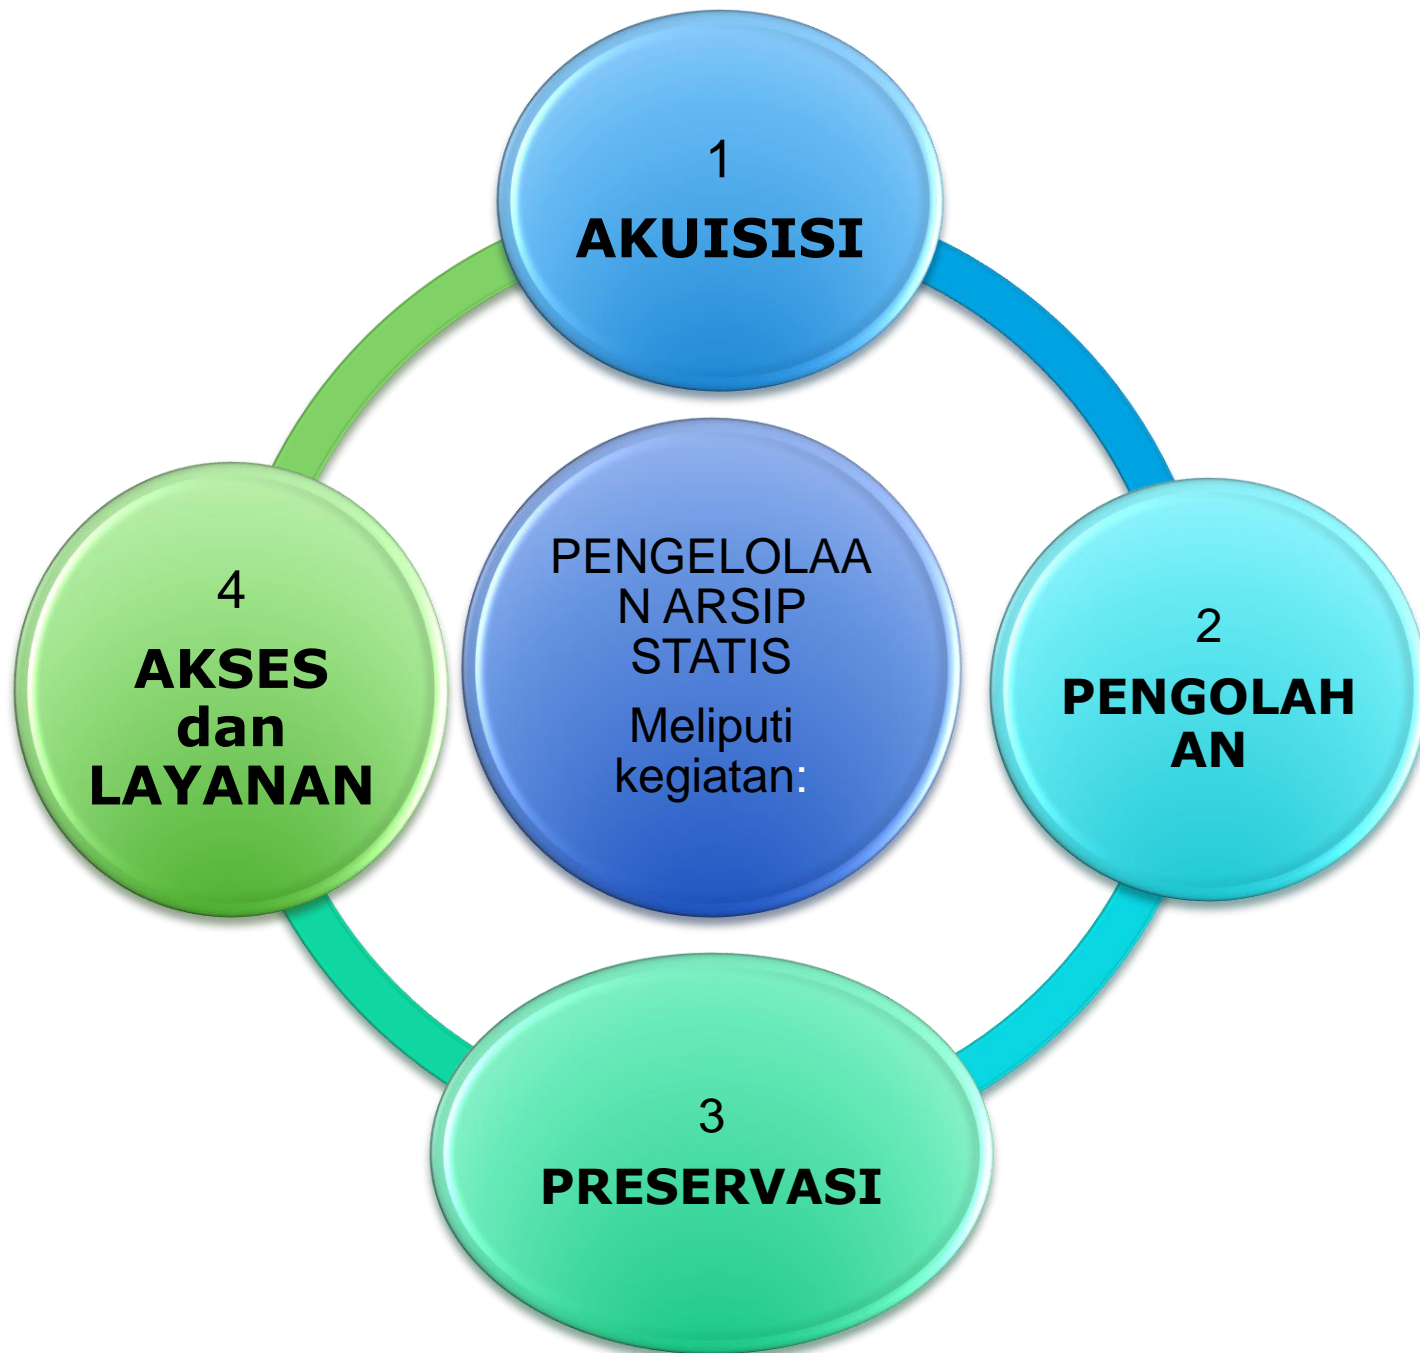 1
AKUISISI
PENGELOLAA
N ARSIP
STATIS
Meliputi
kegiatan:
2
PENGOLAH
AN
3
PRESERVASI
4
AKSES
dan
LAYANAN